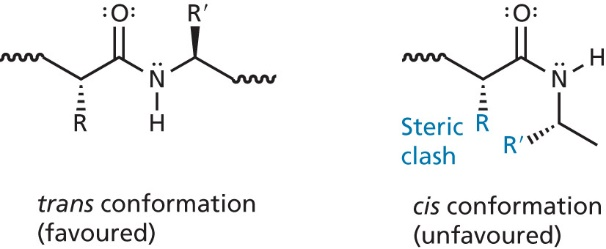 :O: R′
N̈
R H
trans conformation
(favoured)
:O:
N̈ H
Steric R
clash R′
cis conformation
(unfavoured)